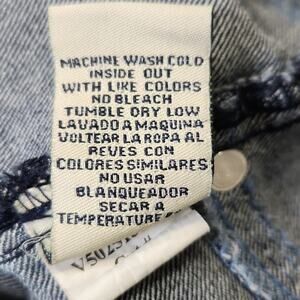 MACHINE WASH COLD
INSIDE OUT
WITH LIKE COLORS
NO BLEACH
TUMBLE DRY LOW
LAVADO A MAQUINA
VOLTEAR LA ROPA AL
REVES CON
COLORES SIMILARES
NO USAR
BLANQUEADOR
SECAR A
TEMPERATURE